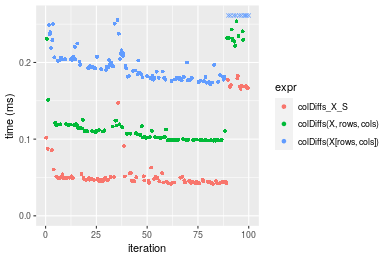 time (ms)
0.2
0.1
0.0
0
25
50
75
100
iteration
expr
colDiffs_X_S
colDiffs(X, rows, cols)
colDiffs(X[rows, cols])